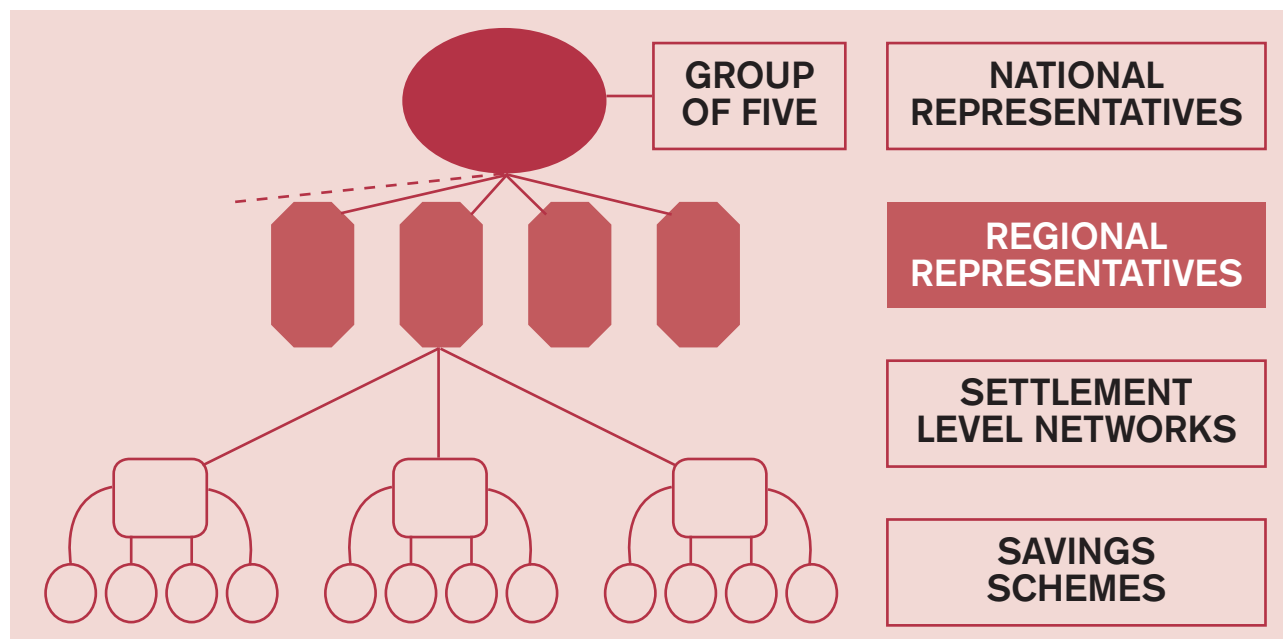 GROUP
OF FIVE
NATIONAL
REPRESENTATIVES
REGIONAL
REPRESENTATIVES
SETTLEMENT
LEVEL NETWORKS
SAVINGS
SCHEMES